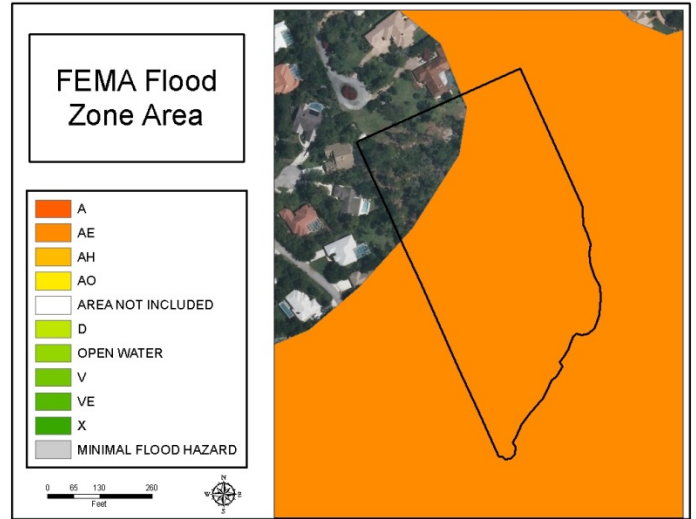 FEMA Flood
Zone Area
A
AE
AH
AO
AREA NOT INCLUDED
D
OPEN WATER
V
VE
X
MINIMAL FLOOD HAZARD
0 65 130 260
Feet
N
W E
S